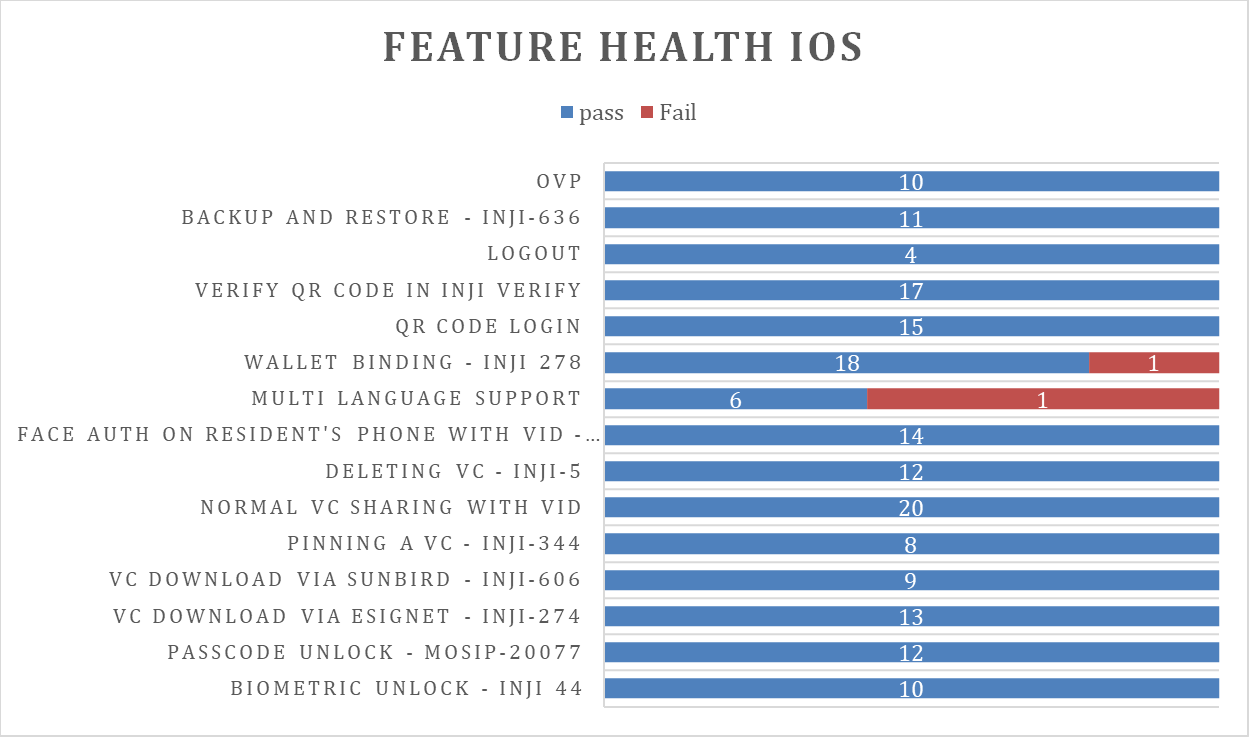 FEATURE HEALTH IOS
pass Fail
OVP 10
BACKUP AND RESTORE - INJI-636 11
LOGOUT 4
VERIFY QR CODE IN INJI VERIFY 17
QR CODE LOGIN 15
WALLET BINDING - INJI 278 18 1
MULTI LANGUAGE SUPPORT 6 1
FACE AUTH ON RESIDENT'S PHONE WITH VID -... 14
DELETING VC - INJI-5 12
NORMAL VC SHARING WITH VID 20
PINNING A VC - INJI-344 8
VC DOWNLOAD VIA SUNBIRD - INJI-606 9
VC DOWNLOAD VIA ESIGNET - INJI-274 13
PASSCODE UNLOCK - MOSIP-20077 12
BIOMETRIC UNLOCK - INJI 44 10